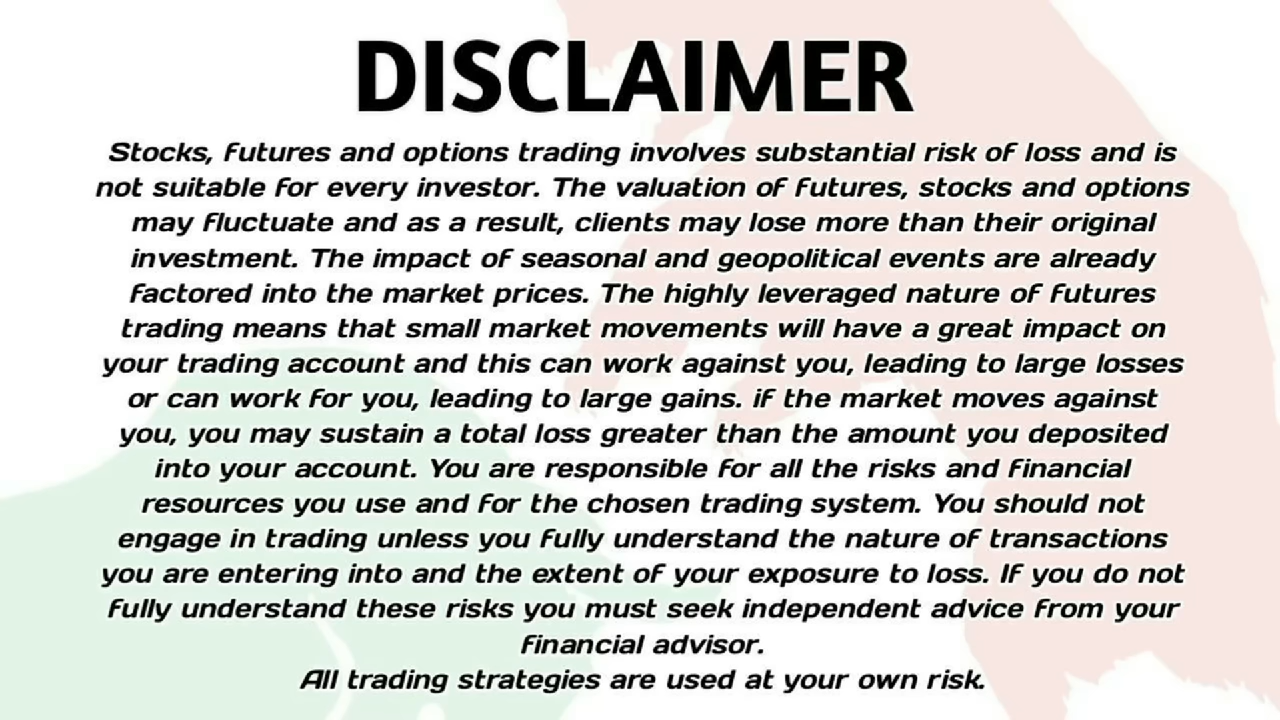 DISCLAIMER
Stocks, futures and options trading involves substantial risk of loss and is
not suitable for every investor. The valuation of futures, stocks and options
may fluctuate and as a result, clients may lose more than their original
investment. The impact of seasonal and geopolitical events are already
factored into the market prices. The highly leveraged nature of futures
trading means that small market movements will have a great impact on
your trading account and this can work against you, leading to large losses
or can work for you, leading to large gains. if the market moves against
you, you may sustain a total loss greater than the amount you deposited
into your account. You are responsible for all the risks and financial
resources you use and for the chosen trading system. You should not
engage in trading unless you fully understand the nature of transactions
you are entering into and the extent of your exposure to loss. If you do not
fully understand these risks you must seek independent advice from your
financial advisor.
All trading strategies are used at your own risk.